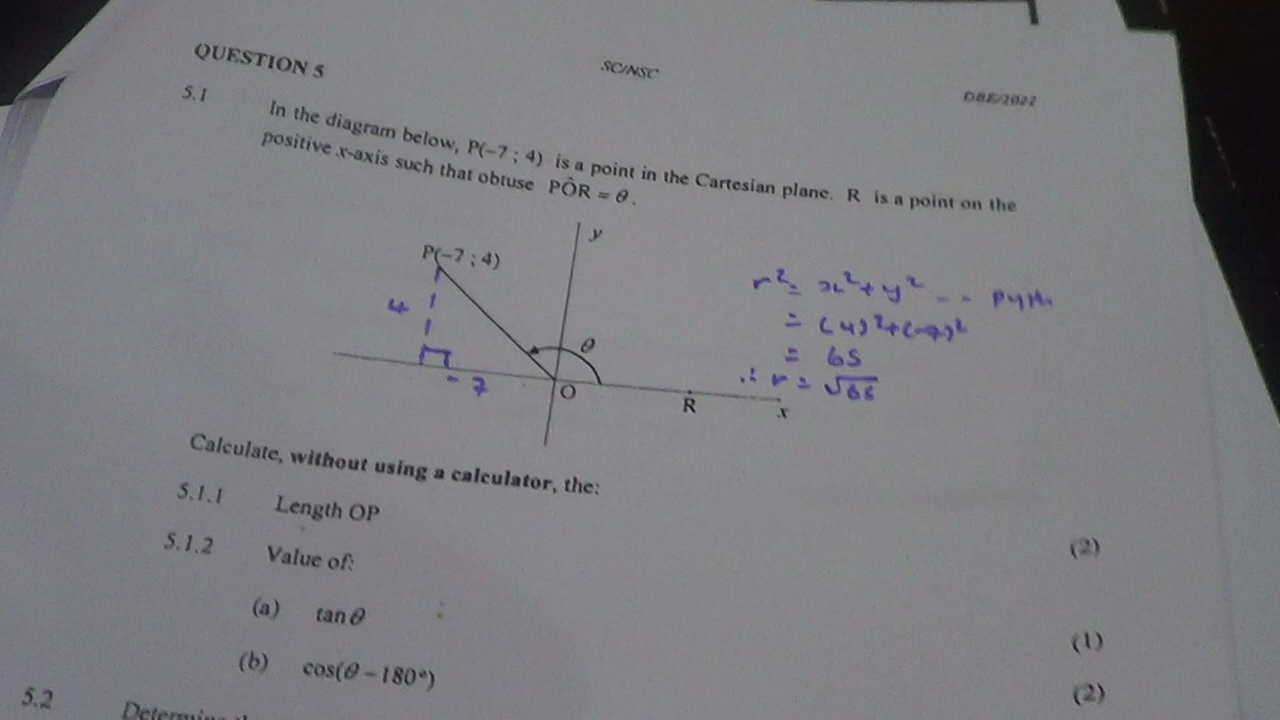 QUESTION 5
SC/NSC
DBE/2022
5.1 In the diagram below, P(−7 ; 4) is a point in the Cartesian plane. R is a point on the
positive x-axis such that obtuse PÔR = θ.
y
P(−7 ; 4)
r² = x² + y² -- pyth
4
= (4)² + (-7)²
θ
= 65
∴ r = √65
-7
O
R
x
Calculate, without using a calculator, the:
5.1.1 Length OP (2)
5.1.2 Value of:
(a) tan θ (1)
(b) cos(θ − 180°) (2)
5.2